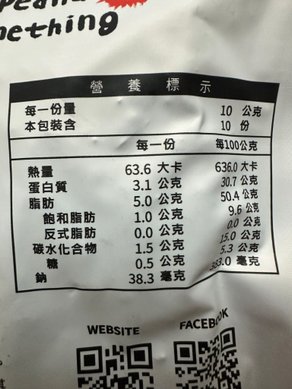 ething
營養標示
每一份量 10 公克
本包裝含 10 份
每一份 每100公克
熱量 63.6 大卡 636.0 大卡
蛋白質 3.1 公克 30.7 公克
脂肪 5.0 公克 50.4 公克
飽和脂肪 1.0 公克 9.6 公克
反式脂肪 0.0 公克 0.0 公克
碳水化合物 1.5 公克 15.0 公克
糖 0.5 公克 5.3 公克
鈉 38.3 毫克 毫克
WEBSITE FACEBOOK